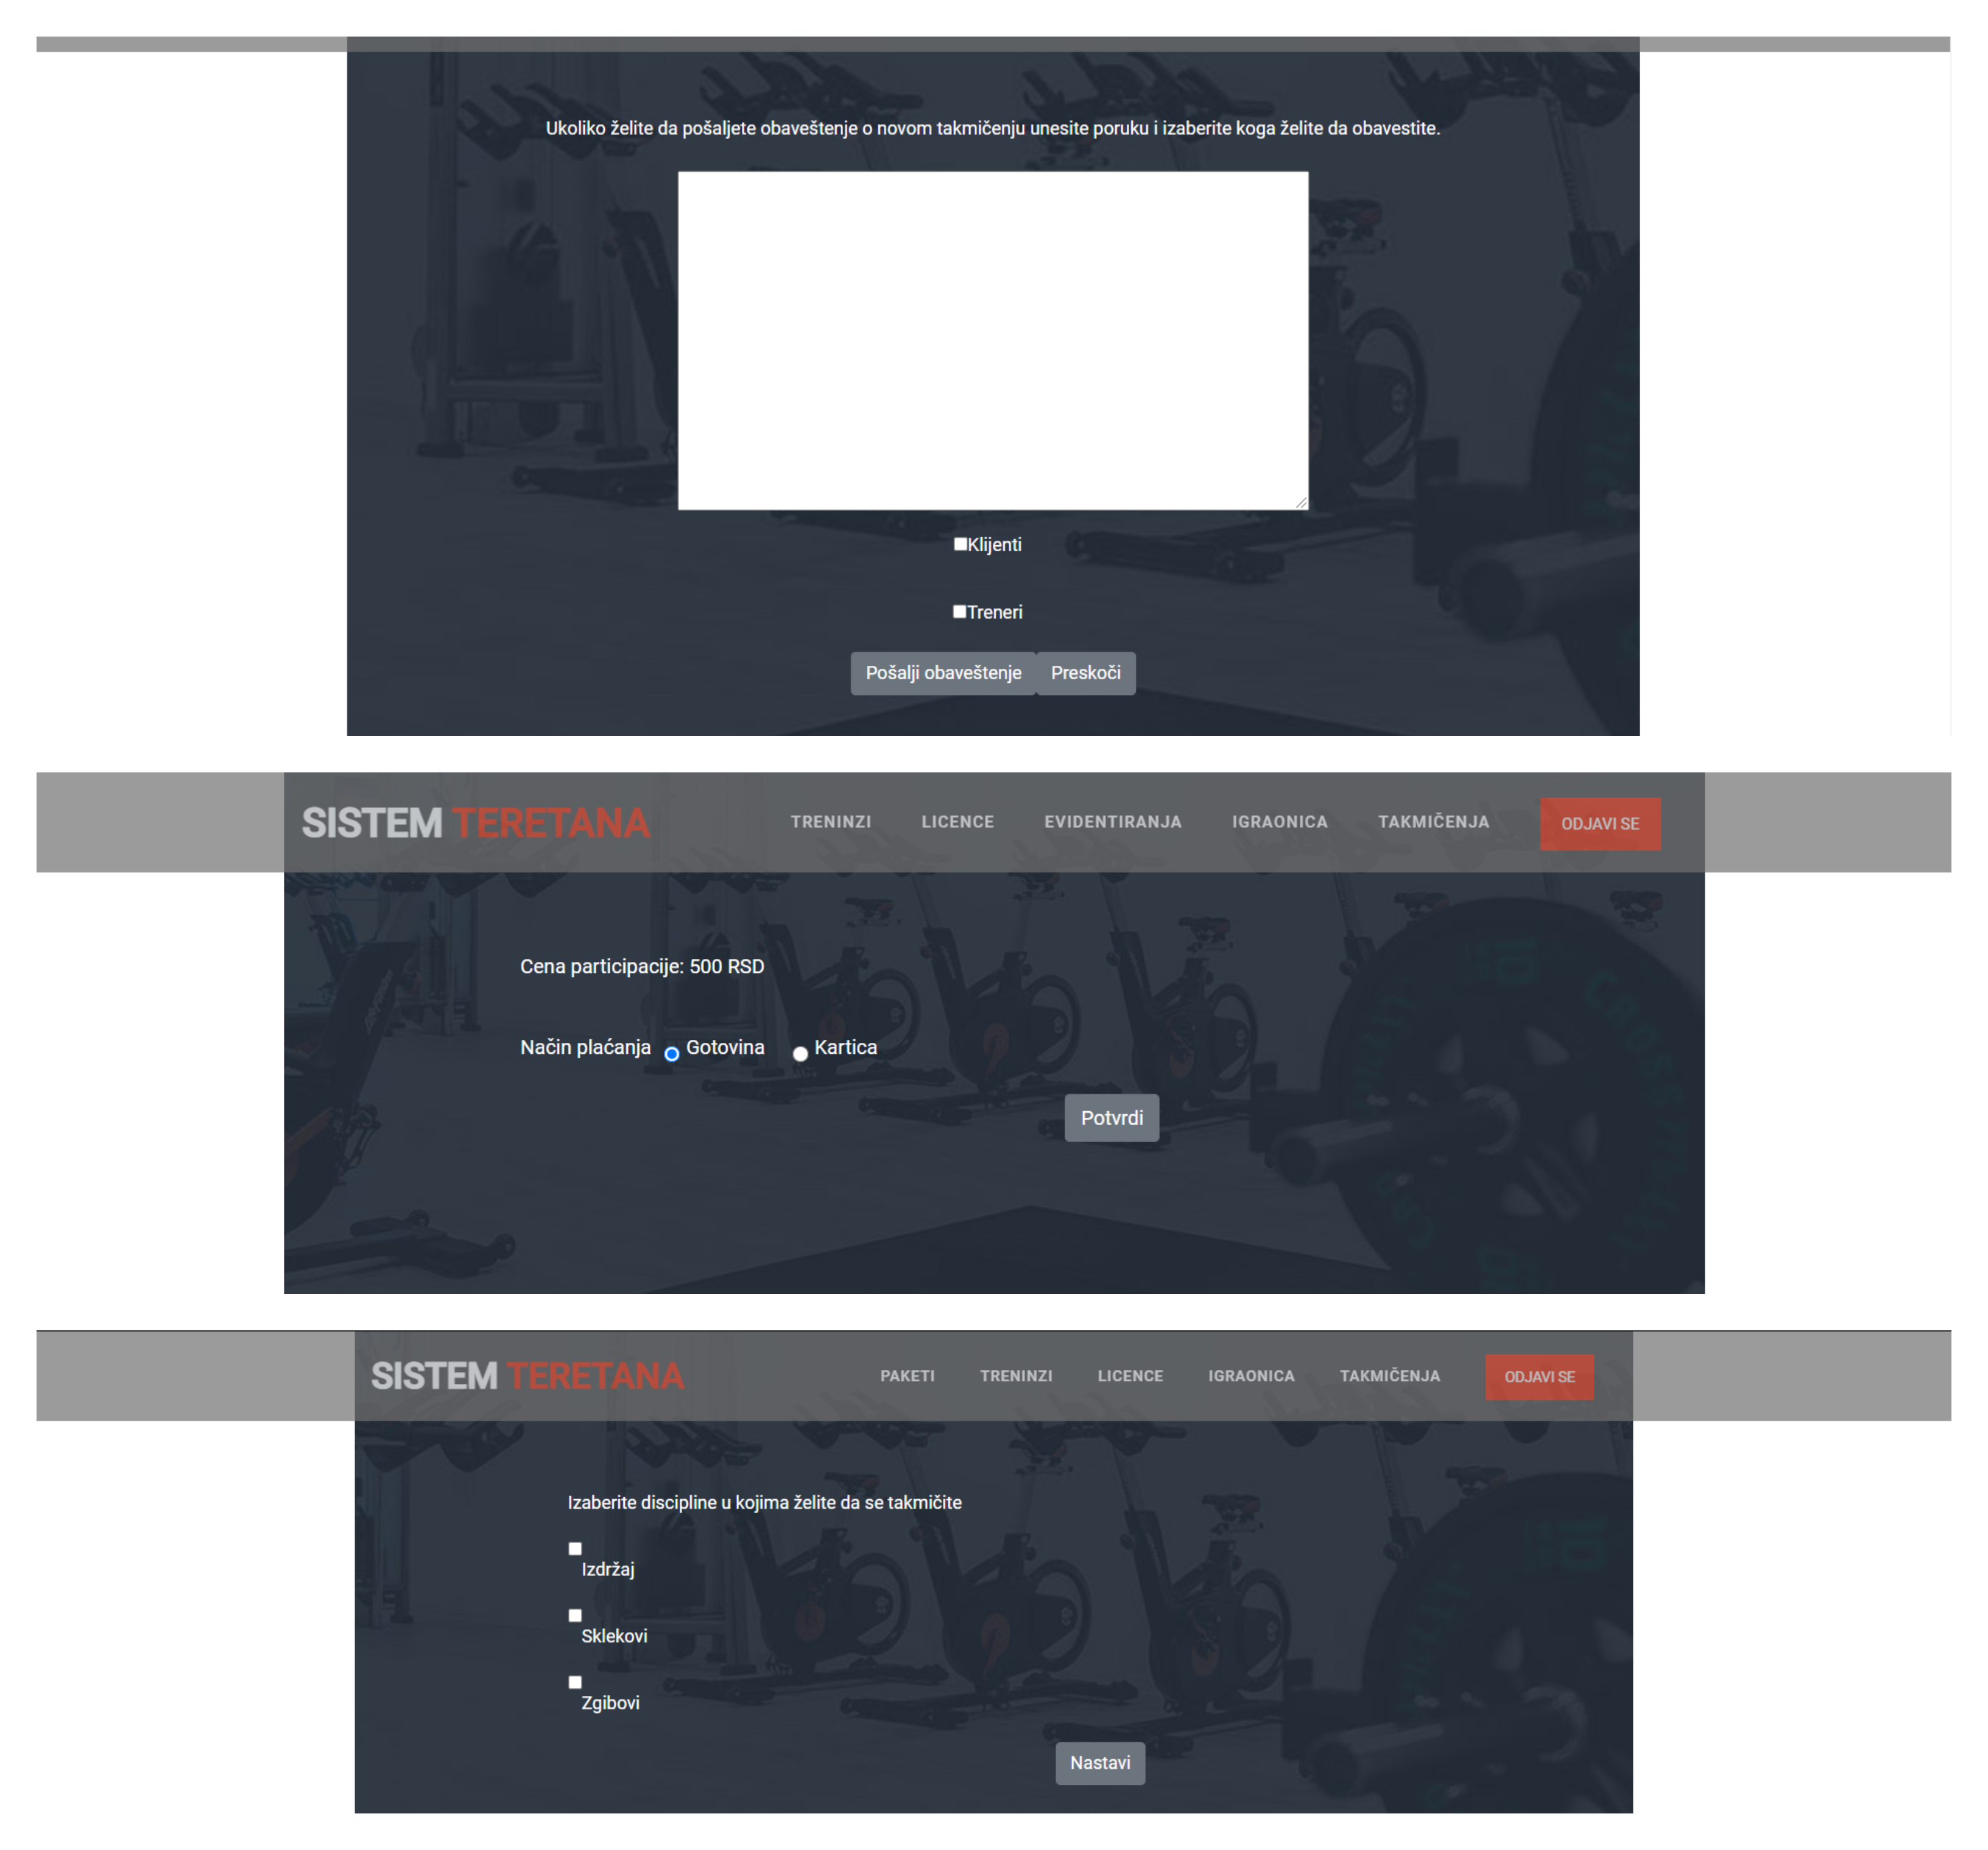 Ukoliko želite da pošaljete obaveštenje o novom takmičenju unesite poruku i izaberite koga želite da obavestite.
Klijenti
Treneri
Pošalji obaveštenje Preskoči
SISTEM TERETANA TRENINZI LICENCE EVIDENTIRANJA IGRAONICA TAKMIČENJA ODJAVI SE
Cena participacije: 500 RSD
Način plaćanja Gotovina Kartica
Potvrdi
SISTEM TERETANA PAKETI TRENINZI LICENCE IGRAONICA TAKMIČENJA ODJAVI SE
Izaberite discipline u kojima želite da se takmičite
Izdržaj
Sklekovi
Zgibovi
Nastavi